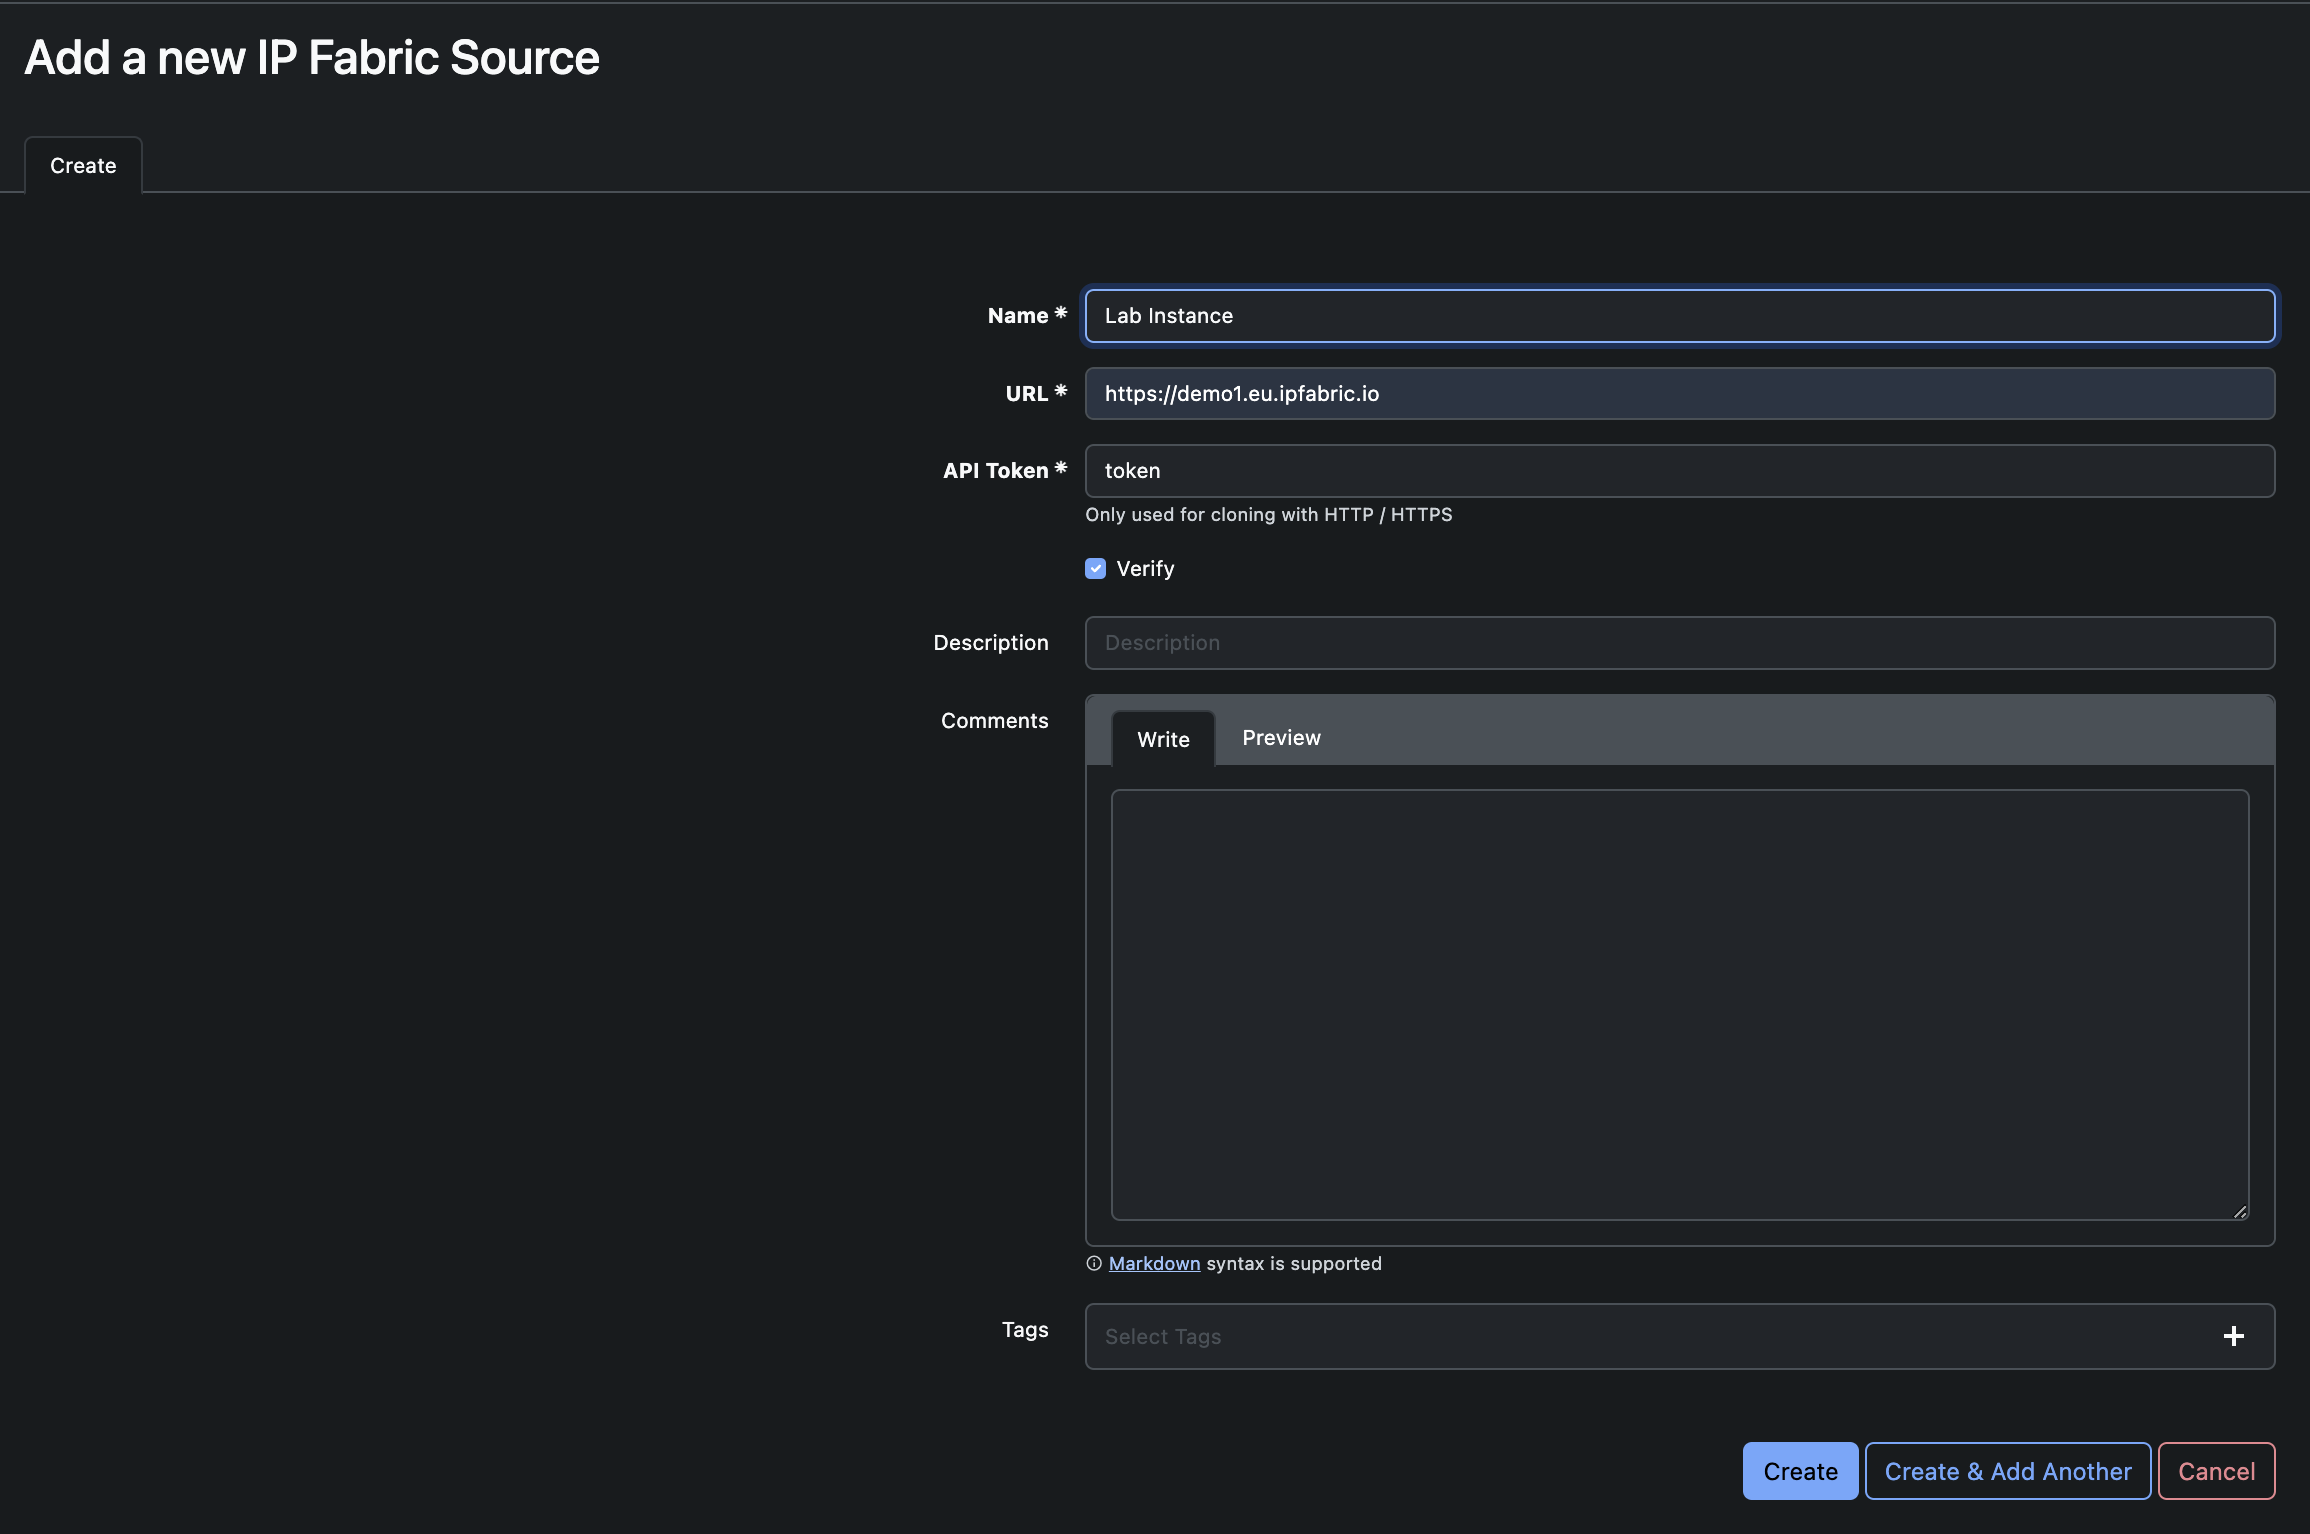 Add a new IP Fabric Source
Create
Name *
Lab Instance
URL *
https://demo1.eu.ipfabric.io
API Token *
token
Only used for cloning with HTTP / HTTPS
Verify
Description
Description
Comments
Write Preview
Markdown syntax is supported
Tags
Select Tags
Create Create & Add Another Cancel